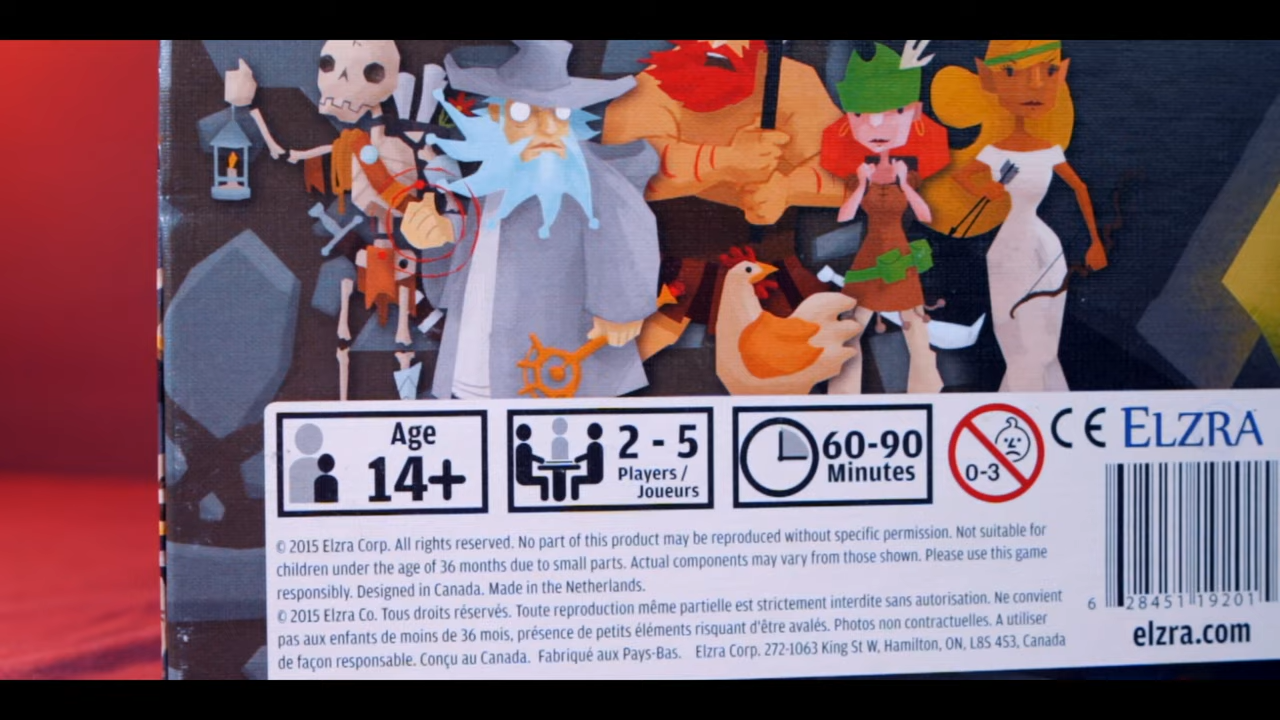 Age
14+
2 - 5
Players /
Joueurs
60-90
Minutes
0-3
CE ELZRA
© 2015 Elzra Corp. All rights reserved. No part of this product may be reproduced without specific permission. Not suitable for
children under the age of 36 months due to small parts. Actual components may vary from those shown. Please use this game
responsibly. Designed in Canada. Made in the Netherlands.
© 2015 Elzra Co. Tous droits réservés. Toute reproduction même partielle est strictement interdite sans autorisation. Ne convient
pas aux enfants de moins de 36 mois, présence de petits éléments risquant d'être avalés. Photos non contractuelles. A utiliser
de façon responsable. Conçu au Canada. Fabriqué aux Pays-Bas. Elzra Corp. 272-1063 King St W, Hamilton, ON, L8S 4S3, Canada
6 28451 19201
elzra.com